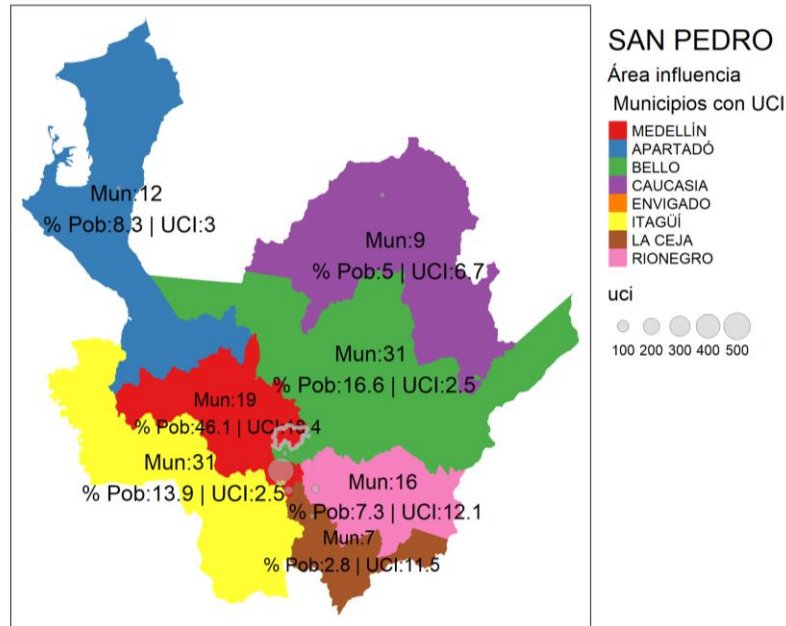 SAN PEDRO
Área influencia
Municipios con UCI
MEDELLÍN
APARTADÓ
BELLO
CAUCASIA
ENVIGADO
ITAGÜÍ
LA CEJA
RIONEGRO
uci
100 200 300 400 500
Mun:12
% Pob:8.3 | UCI:3
Mun:9
% Pob:5 | UCI:6.7
Mun:31
% Pob:16.6 | UCI:2.5
Mun:19
% Pob:46.1 |
Mun:31
% Pob:13.9 | UCI:2.5
Mun:16
% Pob:7.3 | UCI:12.1
Mun:7
% Pob:2.8 | UCI:11.5